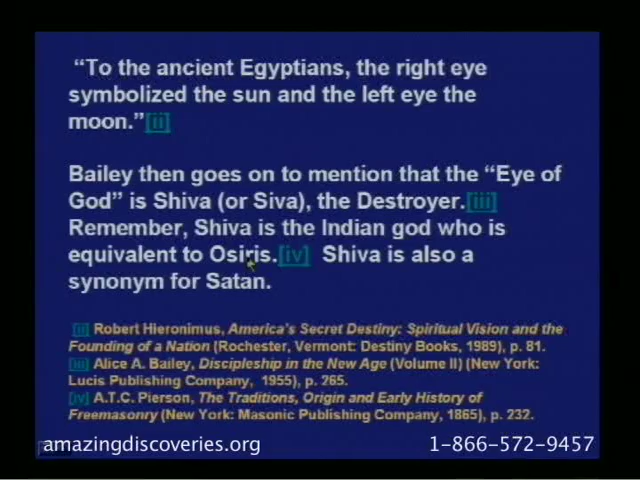 “To the ancient Egyptians, the right eye
symbolized the sun and the left eye the
moon.”[ii]
Bailey then goes on to mention that the “Eye of
God” is Shiva (or Siva), the Destroyer.[iii]
Remember, Shiva is the Indian god who is
equivalent to Osiris.[iv] Shiva is also a
synonym for Satan.
[ii] Robert Hieronimus, America’s Secret Destiny: Spiritual Vision and the
Founding of a Nation (Rochester, Vermont: Destiny Books, 1989), p. 81.
[iii] Alice A. Bailey, Discipleship in the New Age (Volume II) (New York:
Lucis Publishing Company, 1955), p. 265.
[iv] A.T.C. Pierson, The Traditions, Origin and Early History of
Freemasonry (New York: Masonic Publishing Company, 1865), p. 232.
amazingdiscoveries.org 1-866-572-9457